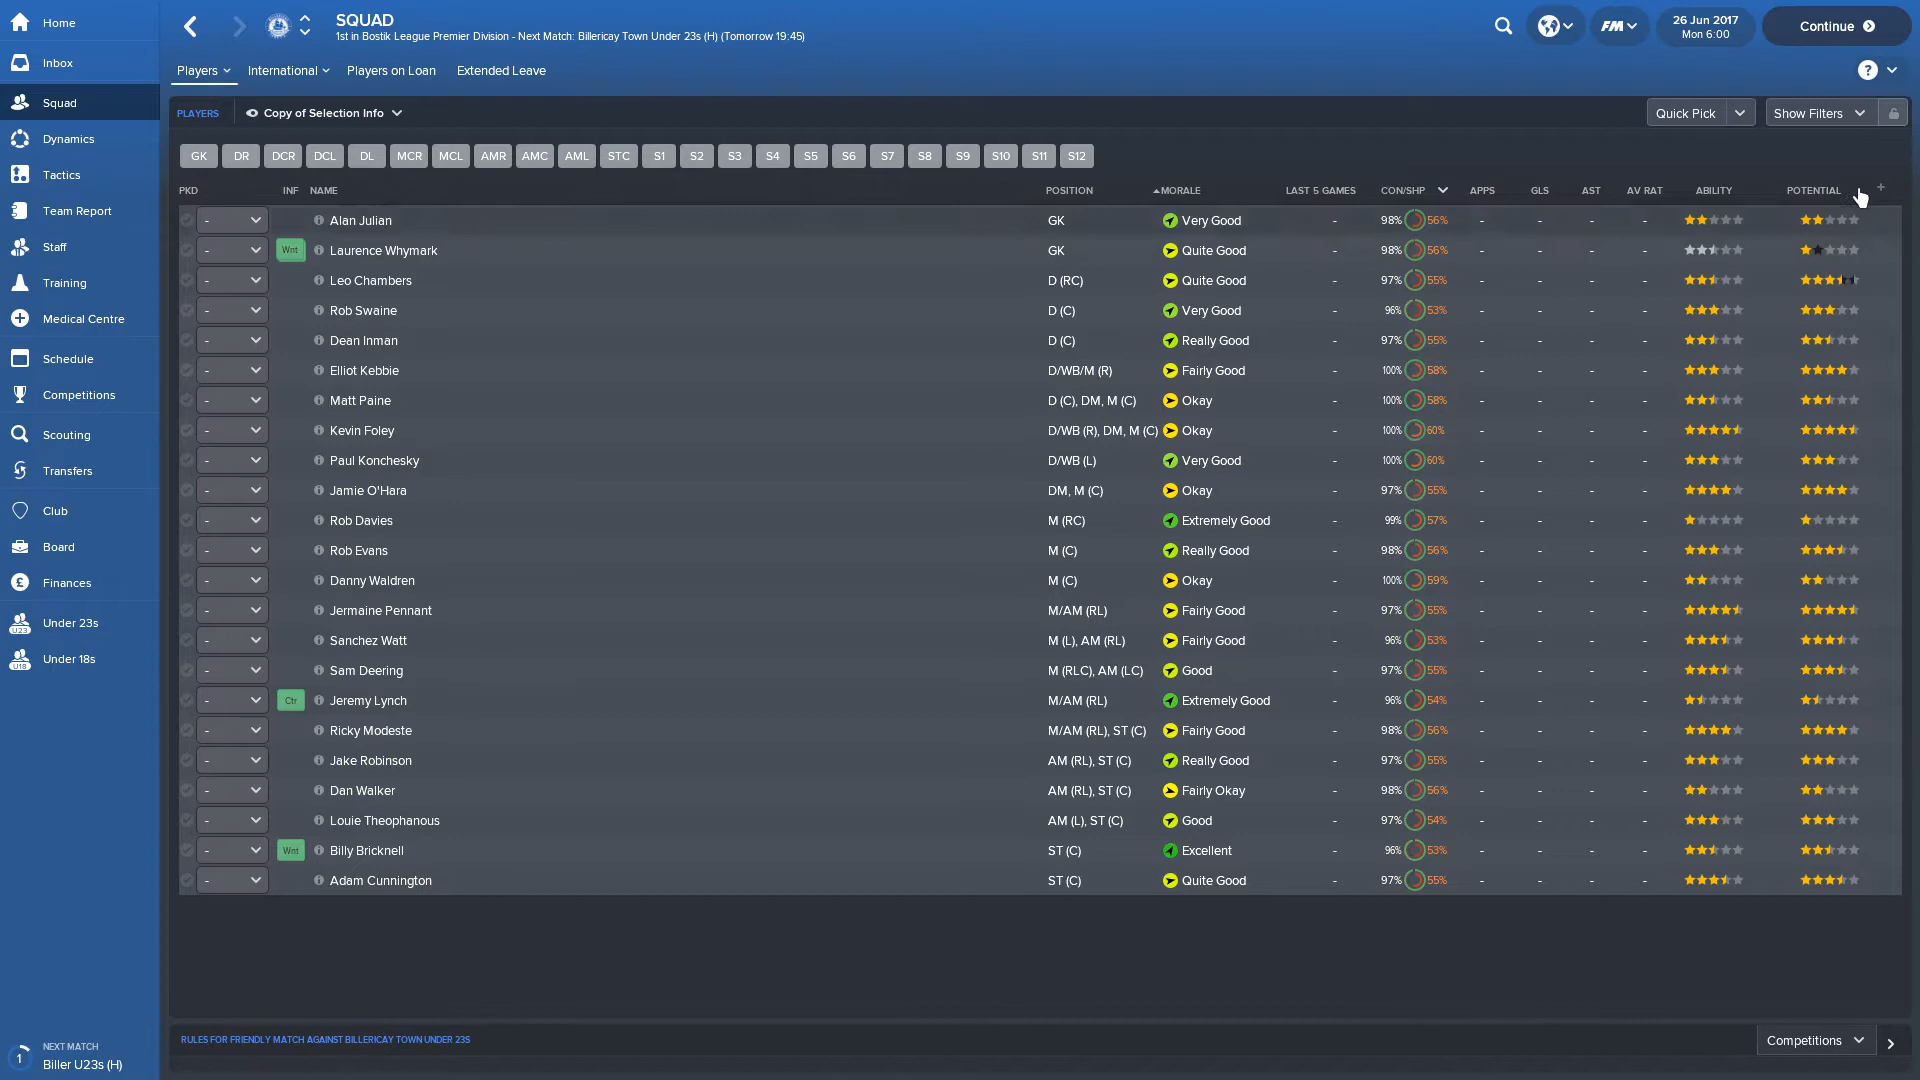 Home
Inbox
Squad
Dynamics
Tactics
Team Report
Staff
Training
Medical Centre
Schedule
Competitions
Scouting
Transfers
Club
Board
Finances
U23
Under 23s
U18
Under 18s
1
NEXT MATCH
Biller U23s (H)
SQUAD
1st in Bostik League Premier Division - Next Match: Billericay Town Under 23s (H) (Tomorrow 19:45)
FM
26 Jun 2017
Mon 6:00
Continue
Players International Players on Loan Extended Leave
?
PLAYERS Copy of Selection Info Quick Pick Show Filters
GK DR DCR DCL DL MCR MCL AMR AMC AML STC S1 S2 S3 S4 S5 S6 S7 S8 S9 S10 S11 S12
PKD INF NAME POSITION MORALE LAST 5 GAMES CON/SHP APPS GLS AST AV RAT ABILITY POTENTIAL +
- Alan Julian GK Very Good - 98% 56% - - - -
- Wnt Laurence Whymark GK Quite Good - 98% 56% - - - -
- Leo Chambers D (RC) Quite Good - 97% 55% - - - -
- Rob Swaine D (C) Very Good - 96% 53% - - - -
- Dean Inman D (C) Really Good - 97% 55% - - - -
- Elliot Kebbie D/WB/M (R) Fairly Good - 100% 58% - - - -
- Matt Paine D (C), DM, M (C) Okay - 100% 58% - - - -
- Kevin Foley D/WB (R), DM, M (C) Okay - 100% 60% - - - -
- Paul Konchesky D/WB (L) Very Good - 100% 60% - - - -
- Jamie O'Hara DM, M (C) Okay - 97% 55% - - - -
- Rob Davies M (RC) Extremely Good - 99% 57% - - - -
- Rob Evans M (C) Really Good - 98% 56% - - - -
- Danny Waldren M (C) Okay - 100% 59% - - - -
- Jermaine Pennant M/AM (RL) Fairly Good - 97% 55% - - - -
- Sanchez Watt M (L), AM (RL) Fairly Good - 96% 53% - - - -
- Sam Deering M (RLC), AM (LC) Good - 97% 55% - - - -
- Ctr Jeremy Lynch M/AM (RL) Extremely Good - 96% 54% - - - -
- Ricky Modeste M/AM (RL), ST (C) Fairly Good - 98% 56% - - - -
- Jake Robinson AM (RL), ST (C) Really Good - 97% 55% - - - -
- Dan Walker AM (RL), ST (C) Fairly Okay - 98% 56% - - - -
- Louie Theophanous AM (L), ST (C) Good - 97% 54% - - - -
- Wnt Billy Bricknell ST (C) Excellent - 96% 53% - - - -
- Adam Cunnington ST (C) Quite Good - 97% 55% - - - -
RULES FOR FRIENDLY MATCH AGAINST BILLERICAY TOWN UNDER 23S
Competitions